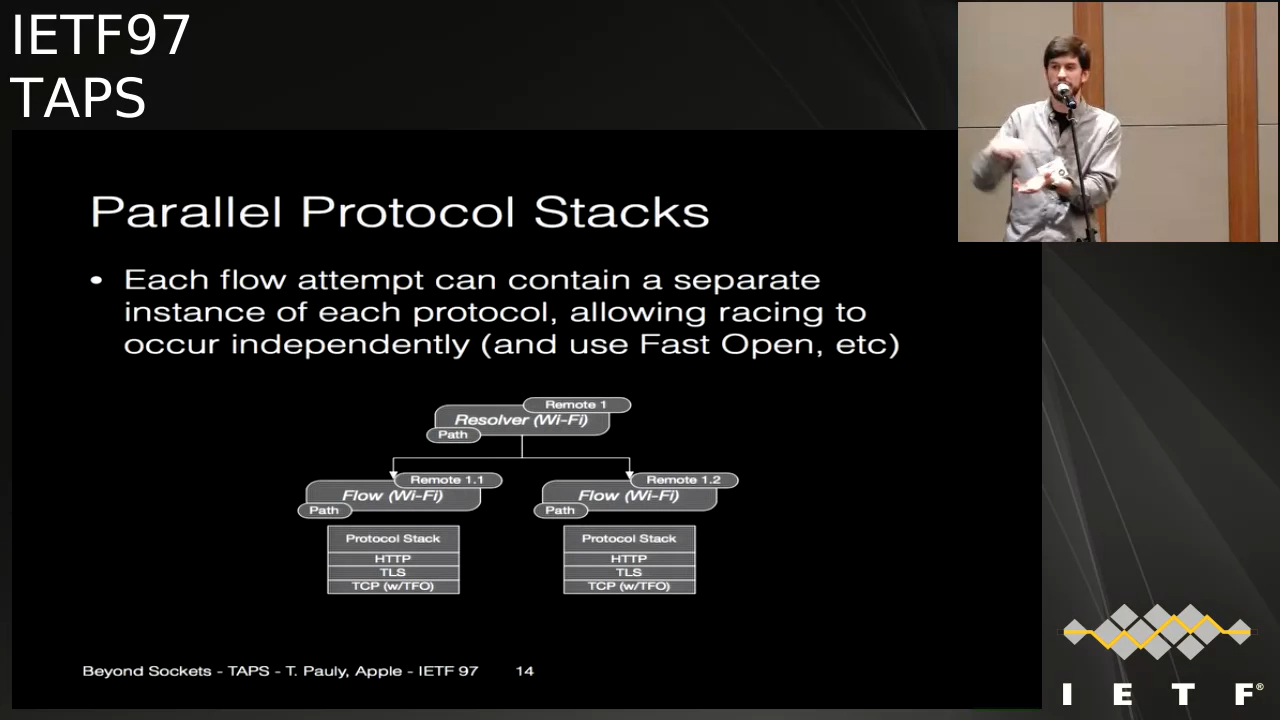 IETF97
TAPS
Parallel Protocol Stacks
• Each flow attempt can contain a separate
instance of each protocol, allowing racing to
occur independently (and use Fast Open, etc)
Remote 1
Resolver (Wi-Fi)
Path
Remote 1.1
Flow (Wi-Fi)
Path
Protocol Stack
HTTP
TLS
TCP (w/TFO)
Remote 1.2
Flow (Wi-Fi)
Path
Protocol Stack
HTTP
TLS
TCP (w/TFO)
Beyond Sockets - TAPS - T. Pauly, Apple - IETF 97 14
I E T F®